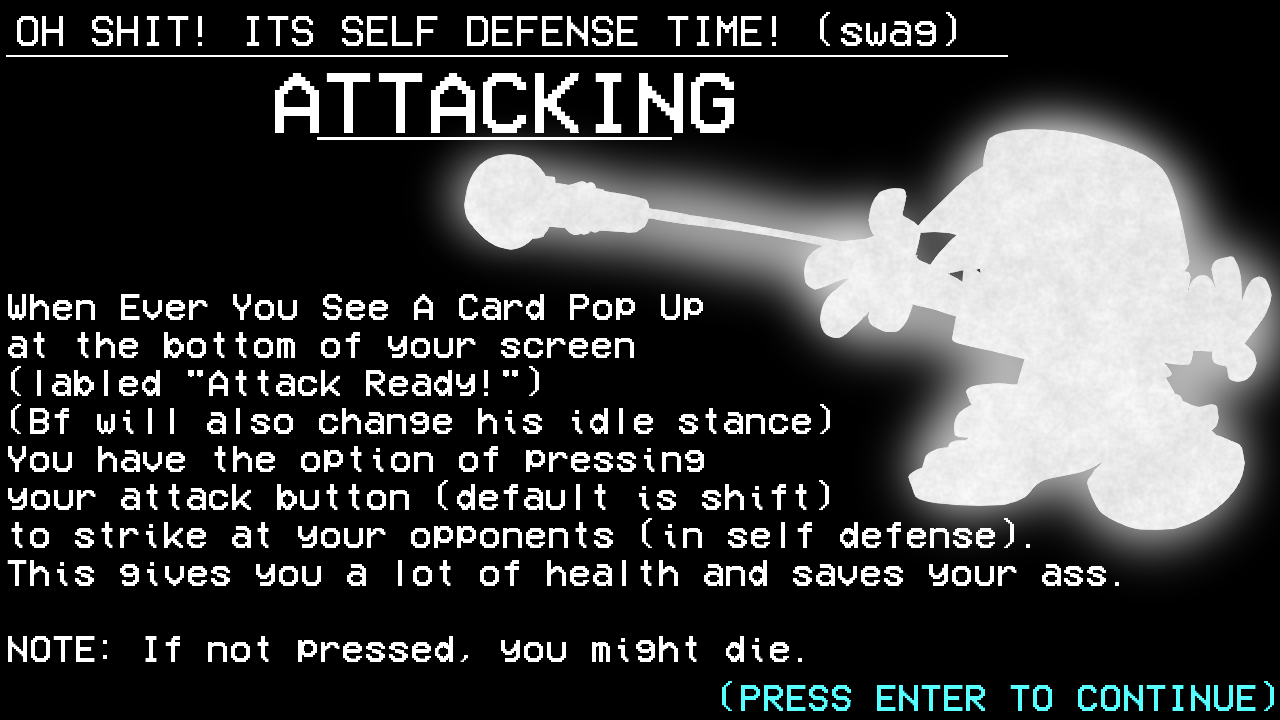 OH SHIT! ITS SELF DEFENSE TIME! (swag)
ATTACKING
When Ever You See A Card Pop Up
at the bottom of your screen
(labled "Attack Ready!")
(Bf will also change his idle stance)
You have the option of pressing
your attack button (default is shift)
to strike at your opponents (in self defense).
This gives you a lot of health and saves your ass.
NOTE: If not pressed, you might die.
(PRESS ENTER TO CONTINUE)